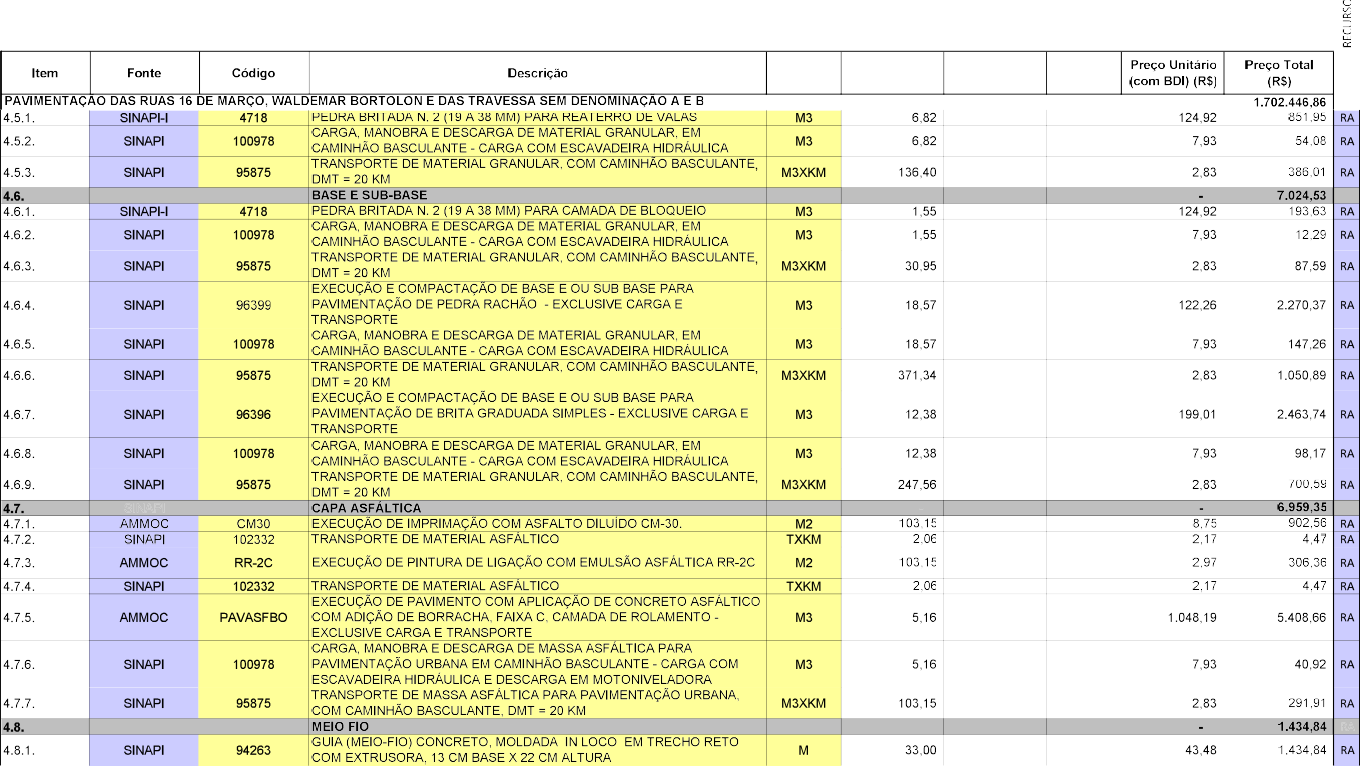 RECURSO
Item Fonte Código Descrição Preço Unitário (com BDI) (R$) Preço Total (R$)
PAVIMENTAÇÃO DAS RUAS 16 DE MARÇO, WALDEMAR BORTOLON E DAS TRAVESSA SEM DENOMINAÇÃO A E B 1.702.446,86
4.5.1. SINAPI-I 4718 PEDRA BRITADA N. 2 (19 A 38 MM) PARA REATERRO DE VALAS M3 6,82 124,92 851,95 RA
4.5.2. SINAPI 100978 CARGA, MANOBRA E DESCARGA DE MATERIAL GRANULAR, EM
CAMINHÃO BASCULANTE - CARGA COM ESCAVADEIRA HIDRÁULICA M3 6,82 7,93 54,08 RA
4.5.3. SINAPI 95875 TRANSPORTE DE MATERIAL GRANULAR, COM CAMINHÃO BASCULANTE,
DMT = 20 KM M3XKM 136,40 2,83 386,01 RA
4.6. BASE E SUB-BASE - 7.024,53
4.6.1. SINAPI-I 4718 PEDRA BRITADA N. 2 (19 A 38 MM) PARA CAMADA DE BLOQUEIO M3 1,55 124,92 193,63 RA
4.6.2. SINAPI 100978 CARGA, MANOBRA E DESCARGA DE MATERIAL GRANULAR, EM
CAMINHÃO BASCULANTE - CARGA COM ESCAVADEIRA HIDRÁULICA M3 1,55 7,93 12,29 RA
4.6.3. SINAPI 95875 TRANSPORTE DE MATERIAL GRANULAR, COM CAMINHÃO BASCULANTE,
DMT = 20 KM M3XKM 30,95 2,83 87,59 RA
4.6.4. SINAPI 96399 EXECUÇÃO E COMPACTAÇÃO DE BASE E OU SUB BASE PARA
PAVIMENTAÇÃO DE PEDRA RACHÃO - EXCLUSIVE CARGA E
TRANSPORTE M3 18,57 122,26 2.270,37 RA
4.6.5. SINAPI 100978 CARGA, MANOBRA E DESCARGA DE MATERIAL GRANULAR, EM
CAMINHÃO BASCULANTE - CARGA COM ESCAVADEIRA HIDRÁULICA M3 18,57 7,93 147,26 RA
4.6.6. SINAPI 95875 TRANSPORTE DE MATERIAL GRANULAR, COM CAMINHÃO BASCULANTE,
DMT = 20 KM M3XKM 371,34 2,83 1.050,89 RA
4.6.7. SINAPI 96396 EXECUÇÃO E COMPACTAÇÃO DE BASE E OU SUB BASE PARA
PAVIMENTAÇÃO DE BRITA GRADUADA SIMPLES - EXCLUSIVE CARGA E
TRANSPORTE M3 12,38 199,01 2.463,74 RA
4.6.8. SINAPI 100978 CARGA, MANOBRA E DESCARGA DE MATERIAL GRANULAR, EM
CAMINHÃO BASCULANTE - CARGA COM ESCAVADEIRA HIDRÁULICA M3 12,38 7,93 98,17 RA
4.6.9. SINAPI 95875 TRANSPORTE DE MATERIAL GRANULAR, COM CAMINHÃO BASCULANTE,
DMT = 20 KM M3XKM 247,56 2,83 700,59 RA
4.7. SINAPI CAPA ASFÁLTICA - 6.959,35
4.7.1. AMMOC CM30 EXECUÇÃO DE IMPRIMAÇÃO COM ASFALTO DILUÍDO CM-30. M2 103,15 8,75 902,56 RA
4.7.2. SINAPI 102332 TRANSPORTE DE MATERIAL ASFÁLTICO TXKM 2,06 2,17 4,47 RA
4.7.3. AMMOC RR-2C EXECUÇÃO DE PINTURA DE LIGAÇÃO COM EMULSÃO ASFÁLTICA RR-2C M2 103,15 2,97 306,36 RA
4.7.4. SINAPI 102332 TRANSPORTE DE MATERIAL ASFÁLTICO TXKM 2,06 2,17 4,47 RA
4.7.5. AMMOC PAVASFBO EXECUÇÃO DE PAVIMENTO COM APLICAÇÃO DE CONCRETO ASFÁLTICO
COM ADIÇÃO DE BORRACHA, FAIXA C, CAMADA DE ROLAMENTO -
EXCLUSIVE CARGA E TRANSPORTE M3 5,16 1.048,19 5.408,66 RA
4.7.6. SINAPI 100978 CARGA, MANOBRA E DESCARGA DE MASSA ASFÁLTICA PARA
PAVIMENTAÇÃO URBANA EM CAMINHÃO BASCULANTE - CARGA COM
ESCAVADEIRA HIDRÁULICA E DESCARGA EM MOTONIVELADORA M3 5,16 7,93 40,92 RA
4.7.7. SINAPI 95875 TRANSPORTE DE MASSA ASFÁLTICA PARA PAVIMENTAÇÃO URBANA,
COM CAMINHÃO BASCULANTE, DMT = 20 KM M3XKM 103,15 2,83 291,91 RA
4.8. MEIO FIO - 1.434,84 RA
4.8.1. SINAPI 94263 GUIA (MEIO-FIO) CONCRETO, MOLDADA IN LOCO EM TRECHO RETO
COM EXTRUSORA, 13 CM BASE X 22 CM ALTURA M 33,00 43,48 1.434,84 RA